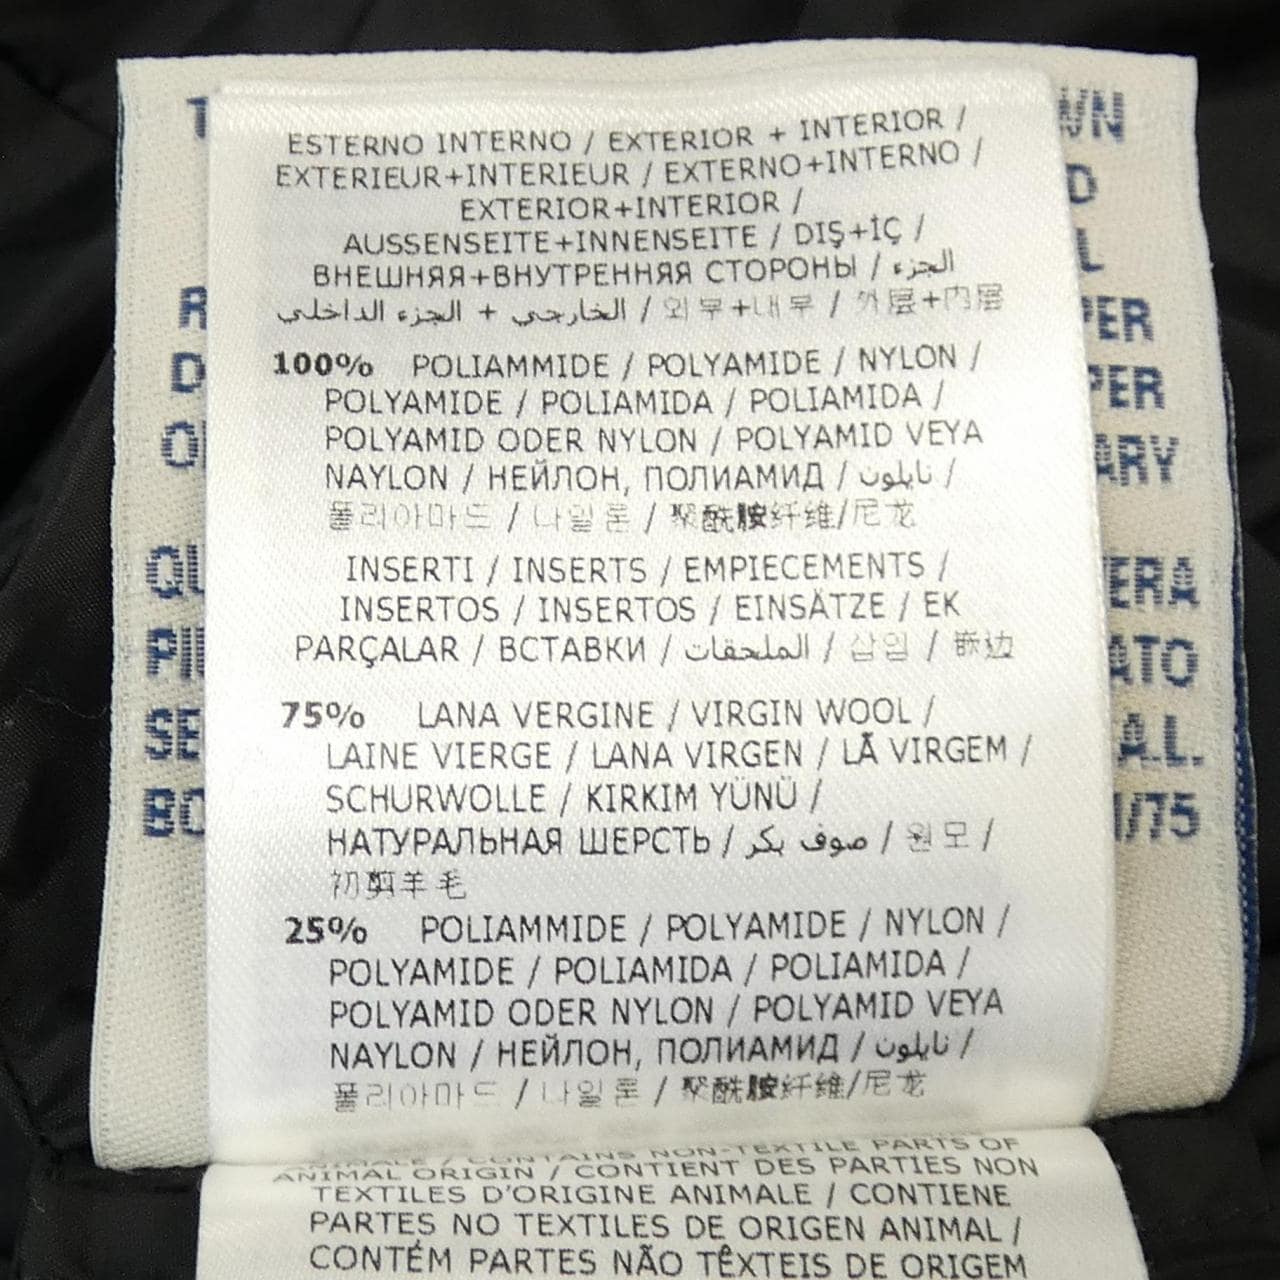 ESTERNO INTERNO / EXTERIOR + INTERIOR /
EXTERIEUR+INTERIEUR / EXTERNO+INTERNO /
EXTERIOR+INTERIOR /
AUSSENSEITE+INNENSEITE / DIŞ+İÇ /
ВНЕШНЯЯ+ВНУТРЕННЯЯ СТОРОНЫ / الجزء
الخارجي + الجزء الداخلي / 외부+내부 / 外层+内层
100% POLIAMMIDE / POLYAMIDE / NYLON /
POLYAMIDE / POLIAMIDA / POLIAMIDA /
POLYAMID ODER NYLON / POLYAMID VEYA
NAYLON / НЕЙЛОН, ПОЛИАМИД / نايلون /
폴리아마드 / 나일론 / 聚酰胺纤维/尼龙
INSERTI / INSERTS / EMPIECEMENTS /
INSERTOS / INSERTOS / EINSÄTZE / EK
PARÇALAR / ВСТАВКИ / الملحقات / 삽입 / 嵌边
75% LANA VERGINE / VIRGIN WOOL /
LAINE VIERGE / LANA VIRGEN / LÃ VIRGEM /
SCHURWOLLE / KIRKIM YÜNÜ /
НАТУРАЛЬНАЯ ШЕРСТЬ / صوف بكر / 원모 /
初剪羊毛
25% POLIAMMIDE / POLYAMIDE / NYLON /
POLYAMIDE / POLIAMIDA / POLIAMIDA /
POLYAMID ODER NYLON / POLYAMID VEYA
NAYLON / НЕЙЛОН, ПОЛИАМИД / نايلون /
폴리아마드 / 나일론 / 聚酰胺纤维/尼龙
ANIMALE / CONTAINS NON-TEXTILE PARTS OF
ANIMAL ORIGIN / CONTIENT DES PARTIES NON
TEXTILES D'ORIGINE ANIMALE / CONTIENE
PARTES NO TEXTILES DE ORIGEN ANIMAL /
CONTÉM PARTES NÃO TÊXTEIS DE ORIGEM